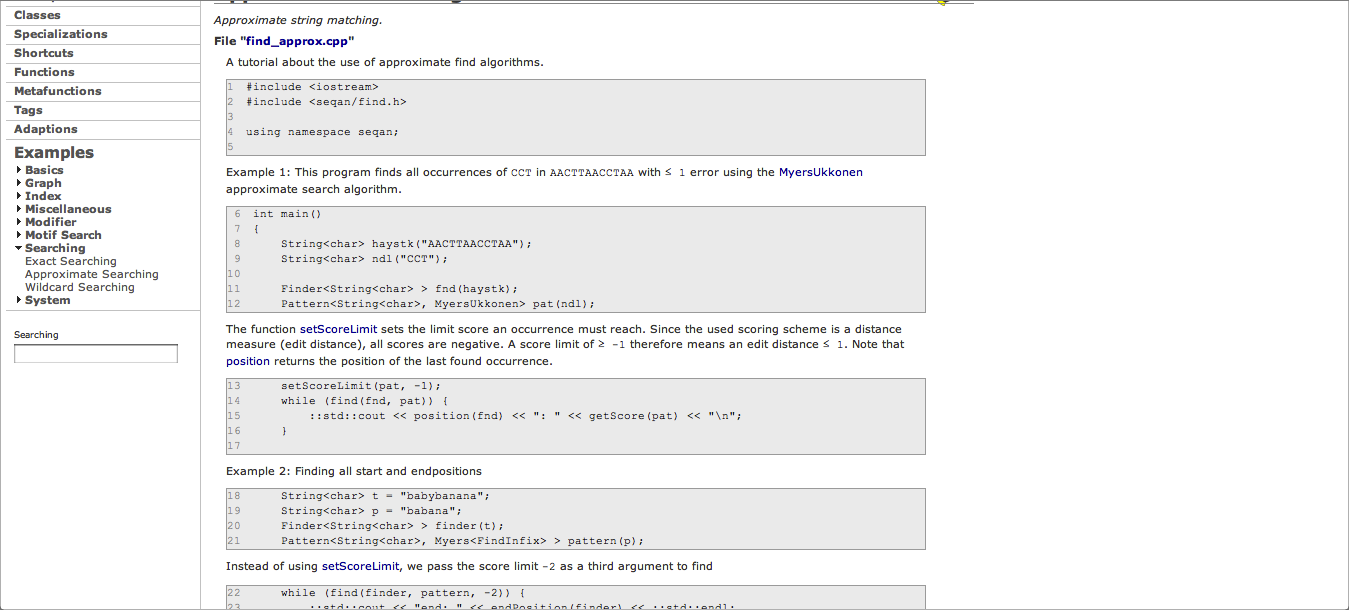 Classes
Specializations
Shortcuts
Functions
Metafunctions
Tags
Adaptions
Examples
Basics
Graph
Index
Miscellaneous
Modifier
Motif Search
Searching
Exact Searching
Approximate Searching
Wildcard Searching
System
Searching
Approximate string matching.
File "find_approx.cpp"
A tutorial about the use of approximate find algorithms.
1 #include <iostream>
2 #include <seqan/find.h>
3
4 using namespace seqan;
5
Example 1: This program finds all occurrences of CCT in AACTTAACCTAA with ≤ 1 error using the MyersUkkonen
approximate search algorithm.
6 int main()
7 {
8 String<char> haystk("AACTTAACCTAA");
9 String<char> ndl("CCT");
10
11 Finder<String<char> > fnd(haystk);
12 Pattern<String<char>, MyersUkkonen> pat(ndl);
The function setScoreLimit sets the limit score an occurrence must reach. Since the used scoring scheme is a distance
measure (edit distance), all scores are negative. A score limit of ≥ -1 therefore means an edit distance ≤ 1. Note that
position returns the position of the last found occurrence.
13 setScoreLimit(pat, -1);
14 while (find(fnd, pat)) {
15 ::std::cout << position(fnd) << ": " << getScore(pat) << "\n";
16 }
17
Example 2: Finding all start and endpositions
18 String<char> t = "babybanana";
19 String<char> p = "babana";
20 Finder<String<char> > finder(t);
21 Pattern<String<char>, Myers<FindInfix> > pattern(p);
Instead of using setScoreLimit, we pass the score limit -2 as a third argument to find
22 while (find(finder, pattern, -2)) {
23 ::std::cout << "end: " << endPosition(finder) << ::std::endl;